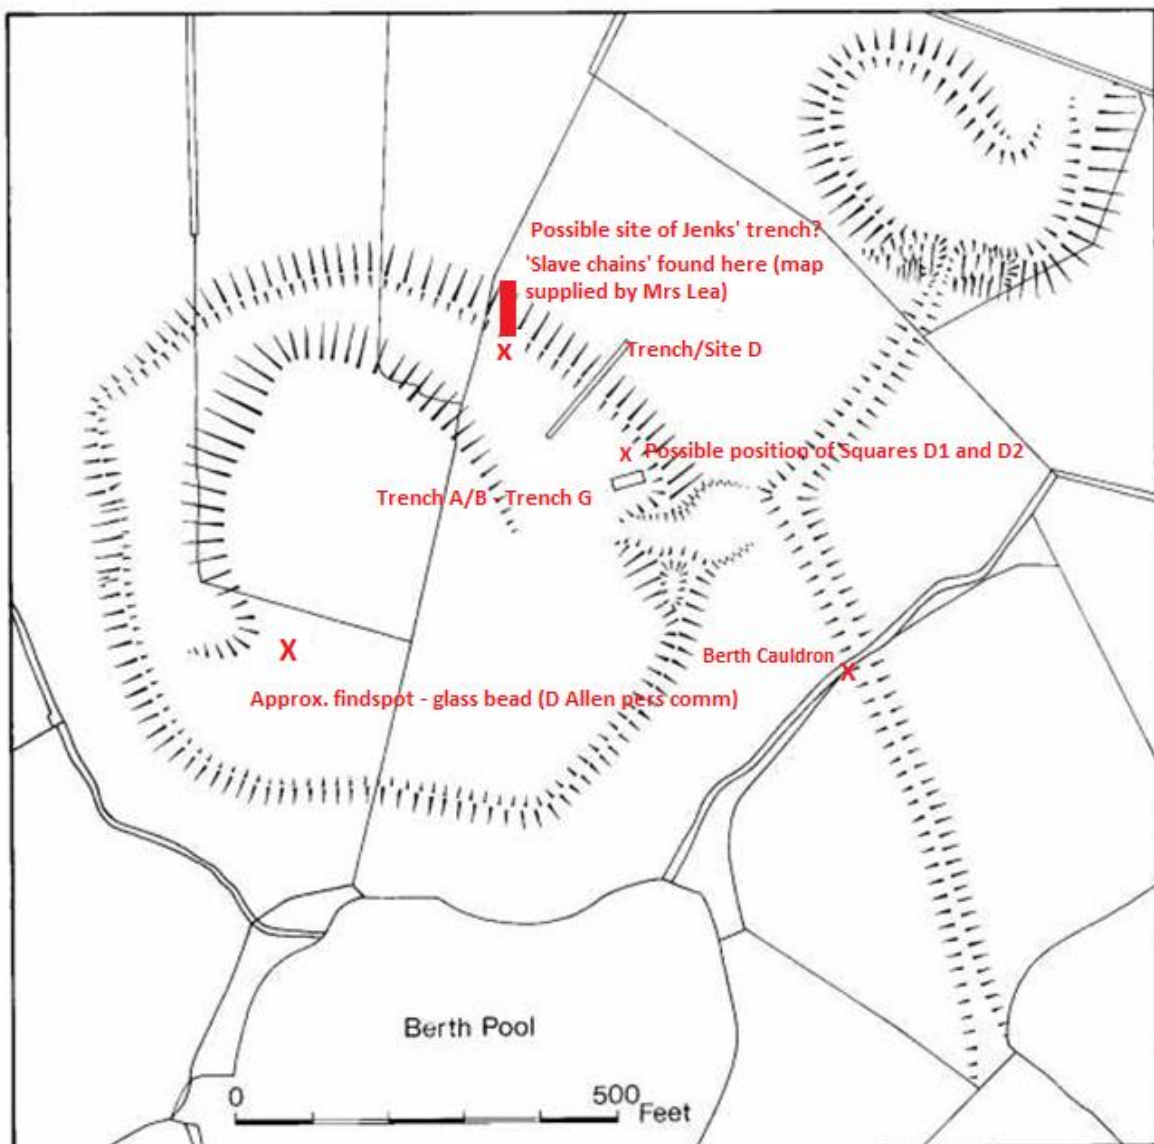 Possible site of Jenks' trench?
'Slave chains' found here (map
supplied by Mrs Lea)
x
Trench/Site D
x Possible position of Squares D1 and D2
Trench A/B - Trench G
Berth Cauldron
X
X
Approx. findspot - glass bead (D Allen pers comm)
Berth Pool
0 500 Feet